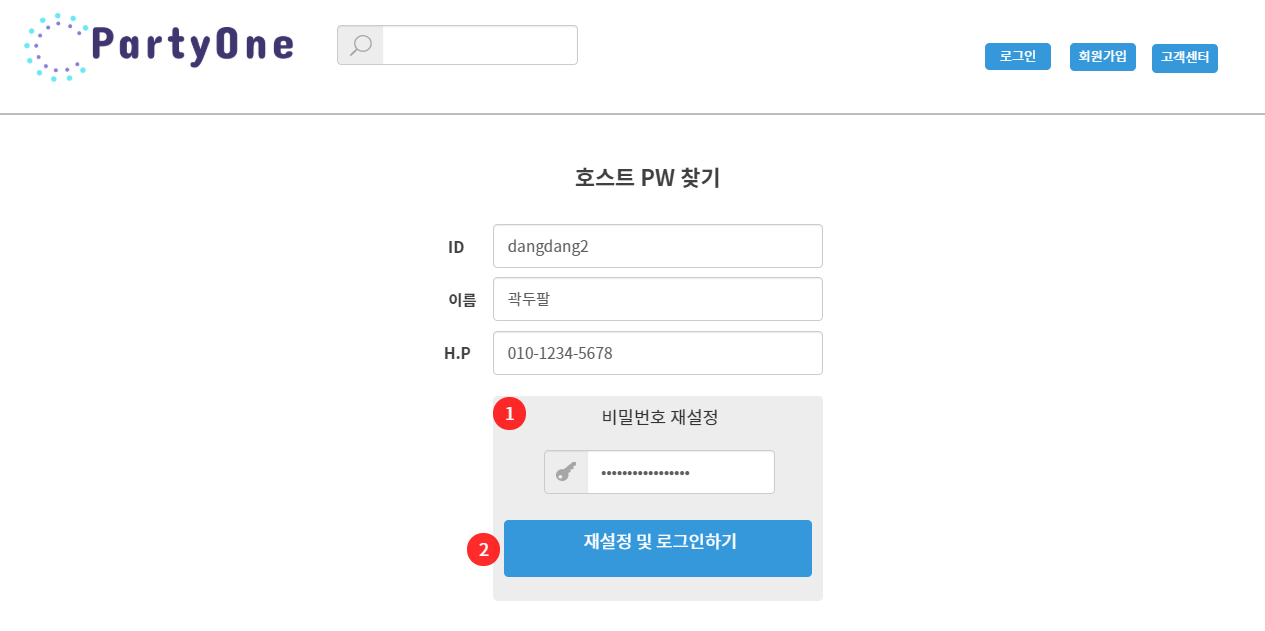 PartyOne
로그인
회원가입
고객센터
호스트 PW 찾기
ID
dangdang2
이름
곽두팔
H.P
010-1234-5678
1
비밀번호 재설정
•••••••••••••••••
2
재설정 및 로그인하기